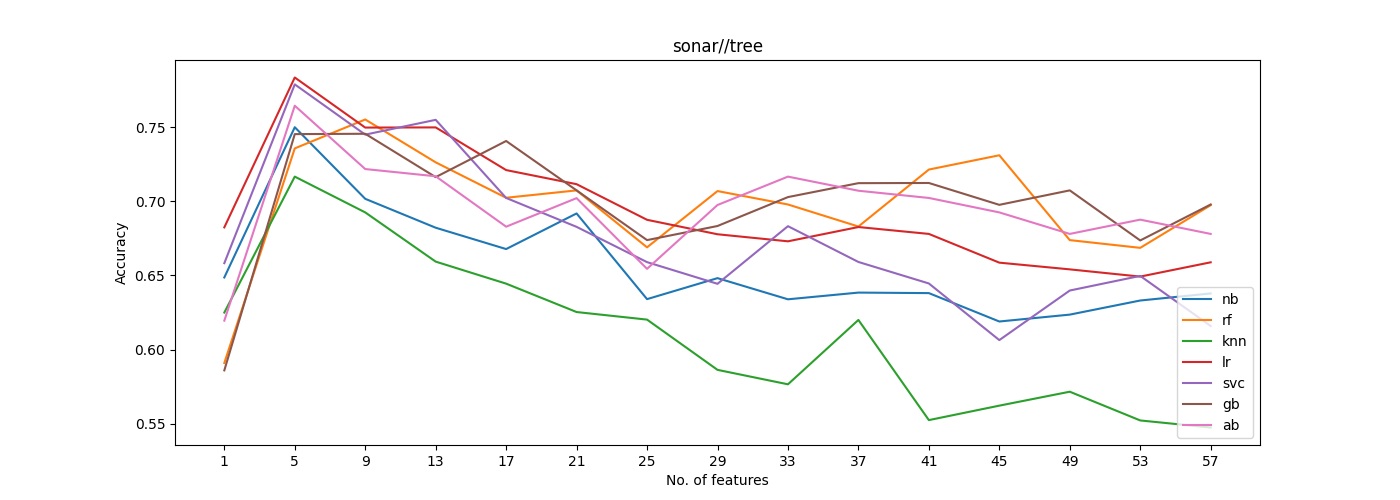 sonar//tree
Accuracy
0.75
0.70
0.65
0.60
0.55
nb
rf
knn
lr
svc
gb
ab
1 5 9 13 17 21 25 29 33 37 41 45 49 53 57
No. of features